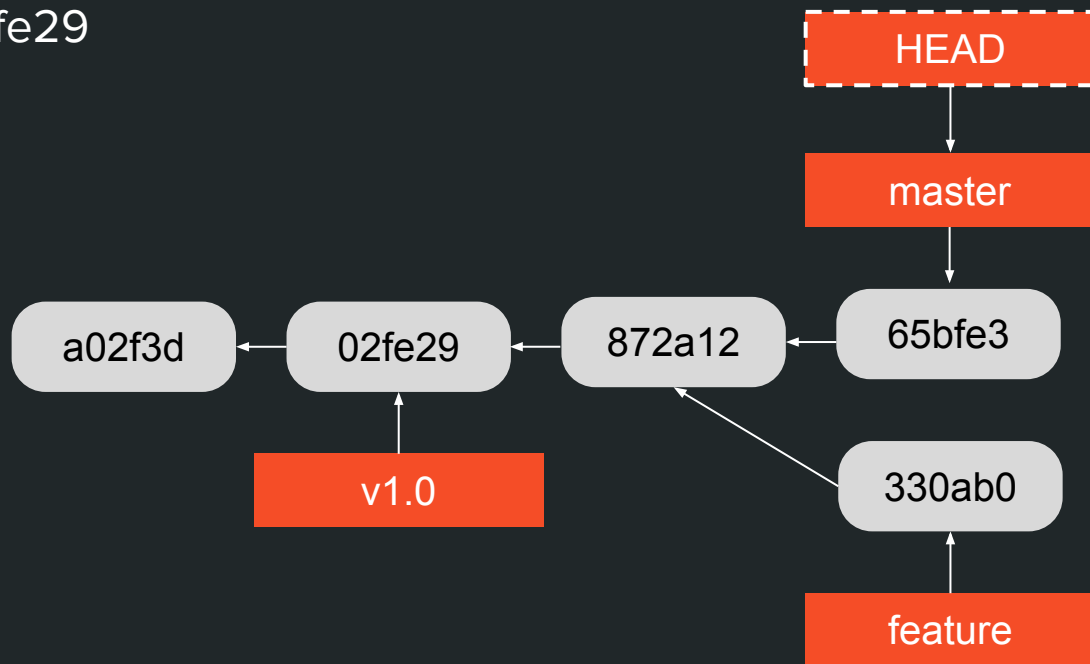 fe29
HEAD
master
a02f3d
02fe29
872a12
65bfe3
v1.0
330ab0
feature